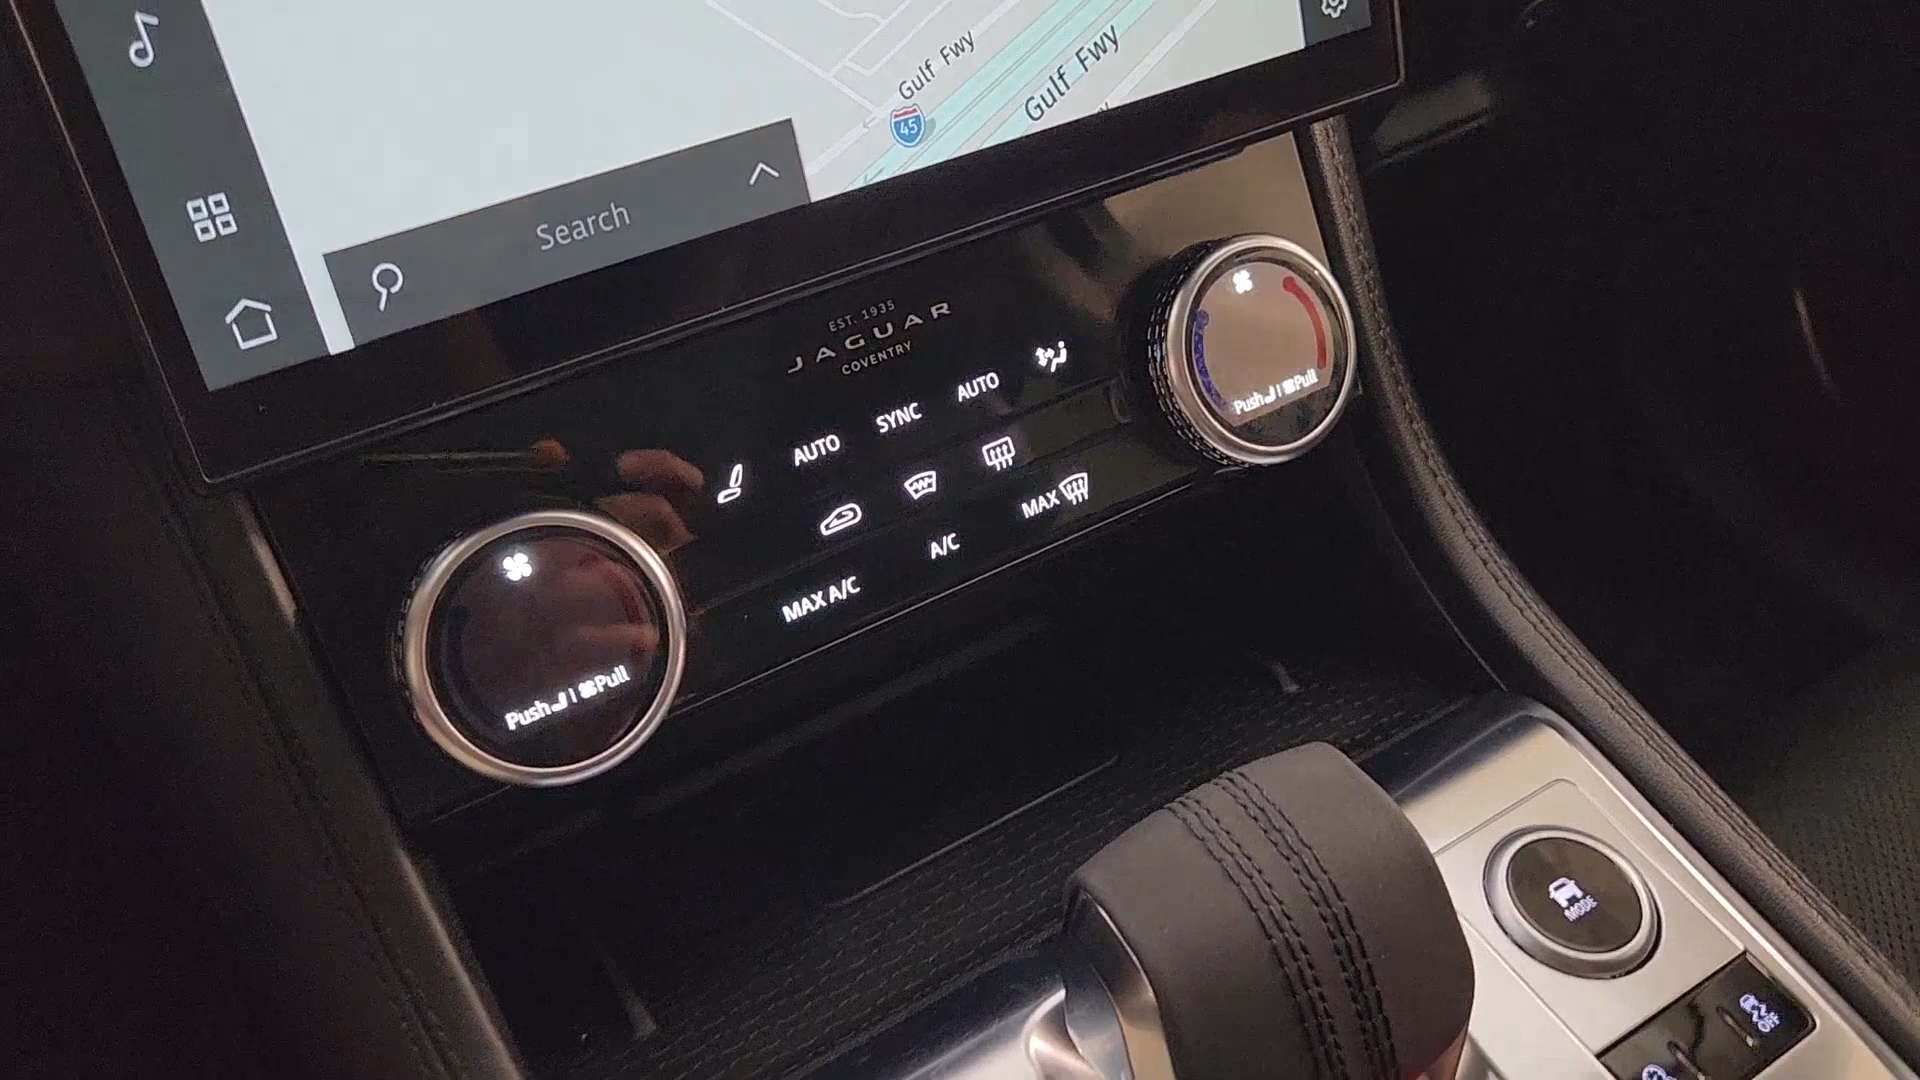 Gulf Fwy
Gulf Fwy
45
Search
EST. 1935
JAGUAR
COVENTRY
AUTO
SYNC
AUTO
MAX
A/C
MAX A/C
Push | Pull
Push | Pull
MODE
OFF